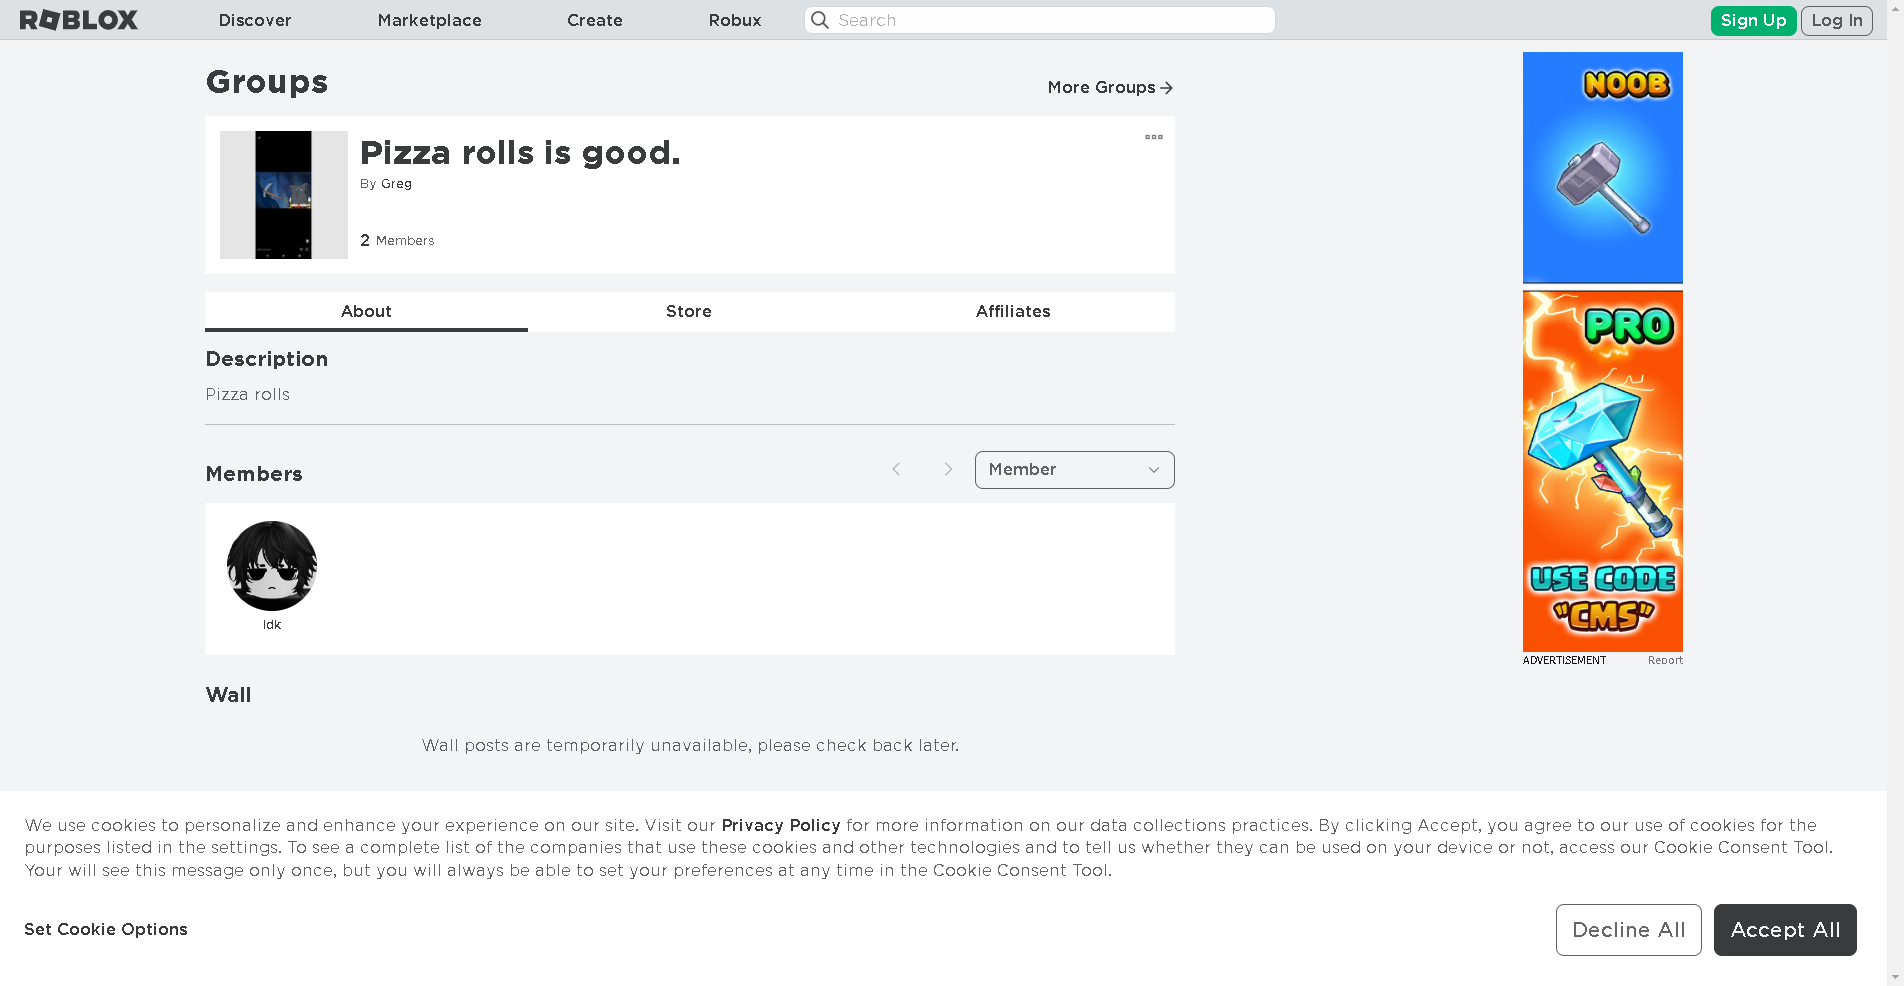 ROBLOX Discover Marketplace Create Robux Search Sign Up Log In
Groups
More Groups
Pizza rolls is good.
By Greg
2 Members
About Store Affiliates
Description
Pizza rolls
Members
Member
Idk
Wall
Wall posts are temporarily unavailable, please check back later.
NOOB
PRO
USE CODE
"CMS"
ADVERTISEMENT Report
We use cookies to personalize and enhance your experience on our site. Visit our Privacy Policy for more information on our data collections practices. By clicking Accept, you agree to our use of cookies for the
purposes listed in the settings. To see a complete list of the companies that use these cookies and other technologies and to tell us whether they can be used on your device or not, access our Cookie Consent Tool.
Your will see this message only once, but you will always be able to set your preferences at any time in the Cookie Consent Tool.
Set Cookie Options
Decline All
Accept All